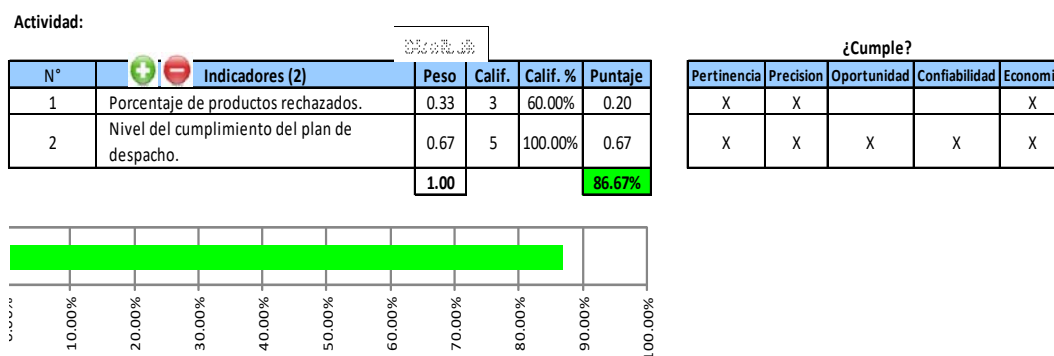 Actividad:
¿Cumple?
N° Indicadores (2) Peso Calif. Calif. % Puntaje Pertinencia Precision Oportunidad Confiabilidad Economi
1 Porcentaje de productos rechazados. 0.33 3 60.00% 0.20 X X X
2 Nivel del cumplimiento del plan de despacho. 0.67 5 100.00% 0.67 X X X X X
1.00 86.67%
10.00% 20.00% 30.00% 40.00% 50.00% 60.00% 70.00% 80.00% 90.00% 100.00%